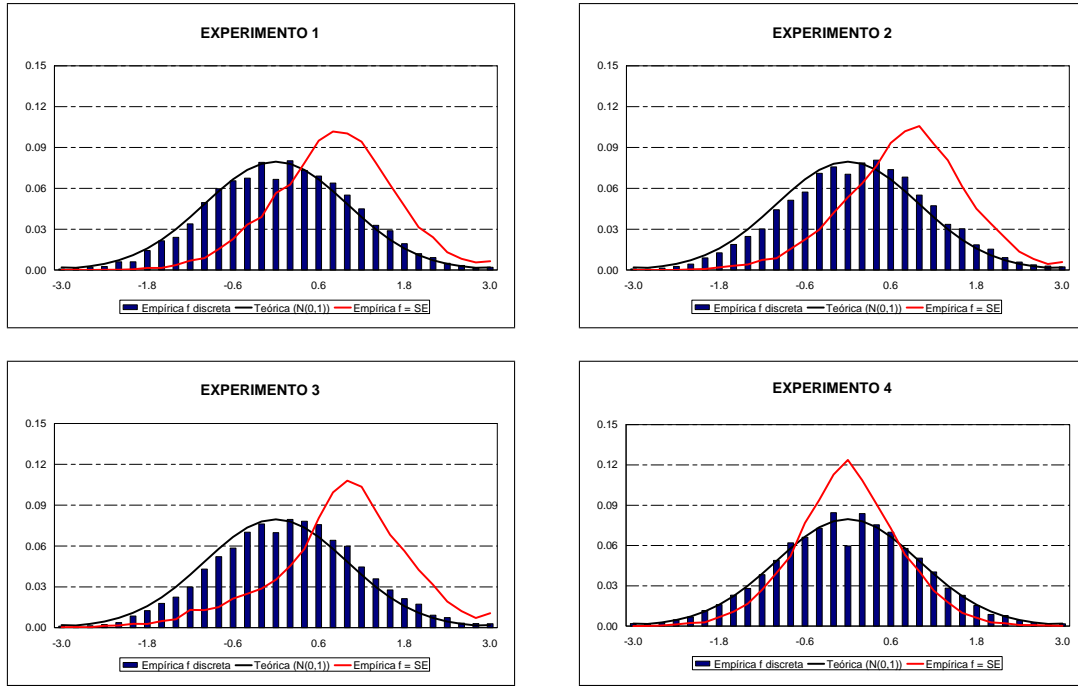 EXPERIMENTO 1
0.15
0.12
0.09
0.06
0.03
0.00
-3.0 -1.8 -0.6 0.6 1.8 3.0
Empírica f discreta Teórica (N(0,1)) Empírica f = SE
EXPERIMENTO 2
0.15
0.12
0.09
0.06
0.03
0.00
-3.0 -1.8 -0.6 0.6 1.8 3.0
Empírica f discreta Teórica (N(0,1)) Empírica f = SE
EXPERIMENTO 3
0.15
0.12
0.09
0.06
0.03
0.00
-3.0 -1.8 -0.6 0.6 1.8 3.0
Empírica f discreta Teórica (N(0,1)) Empírica f = SE
EXPERIMENTO 4
0.15
0.12
0.09
0.06
0.03
0.00
-3.0 -1.8 -0.6 0.6 1.8 3.0
Empírica f discreta Teórica (N(0,1)) Empírica f = SE